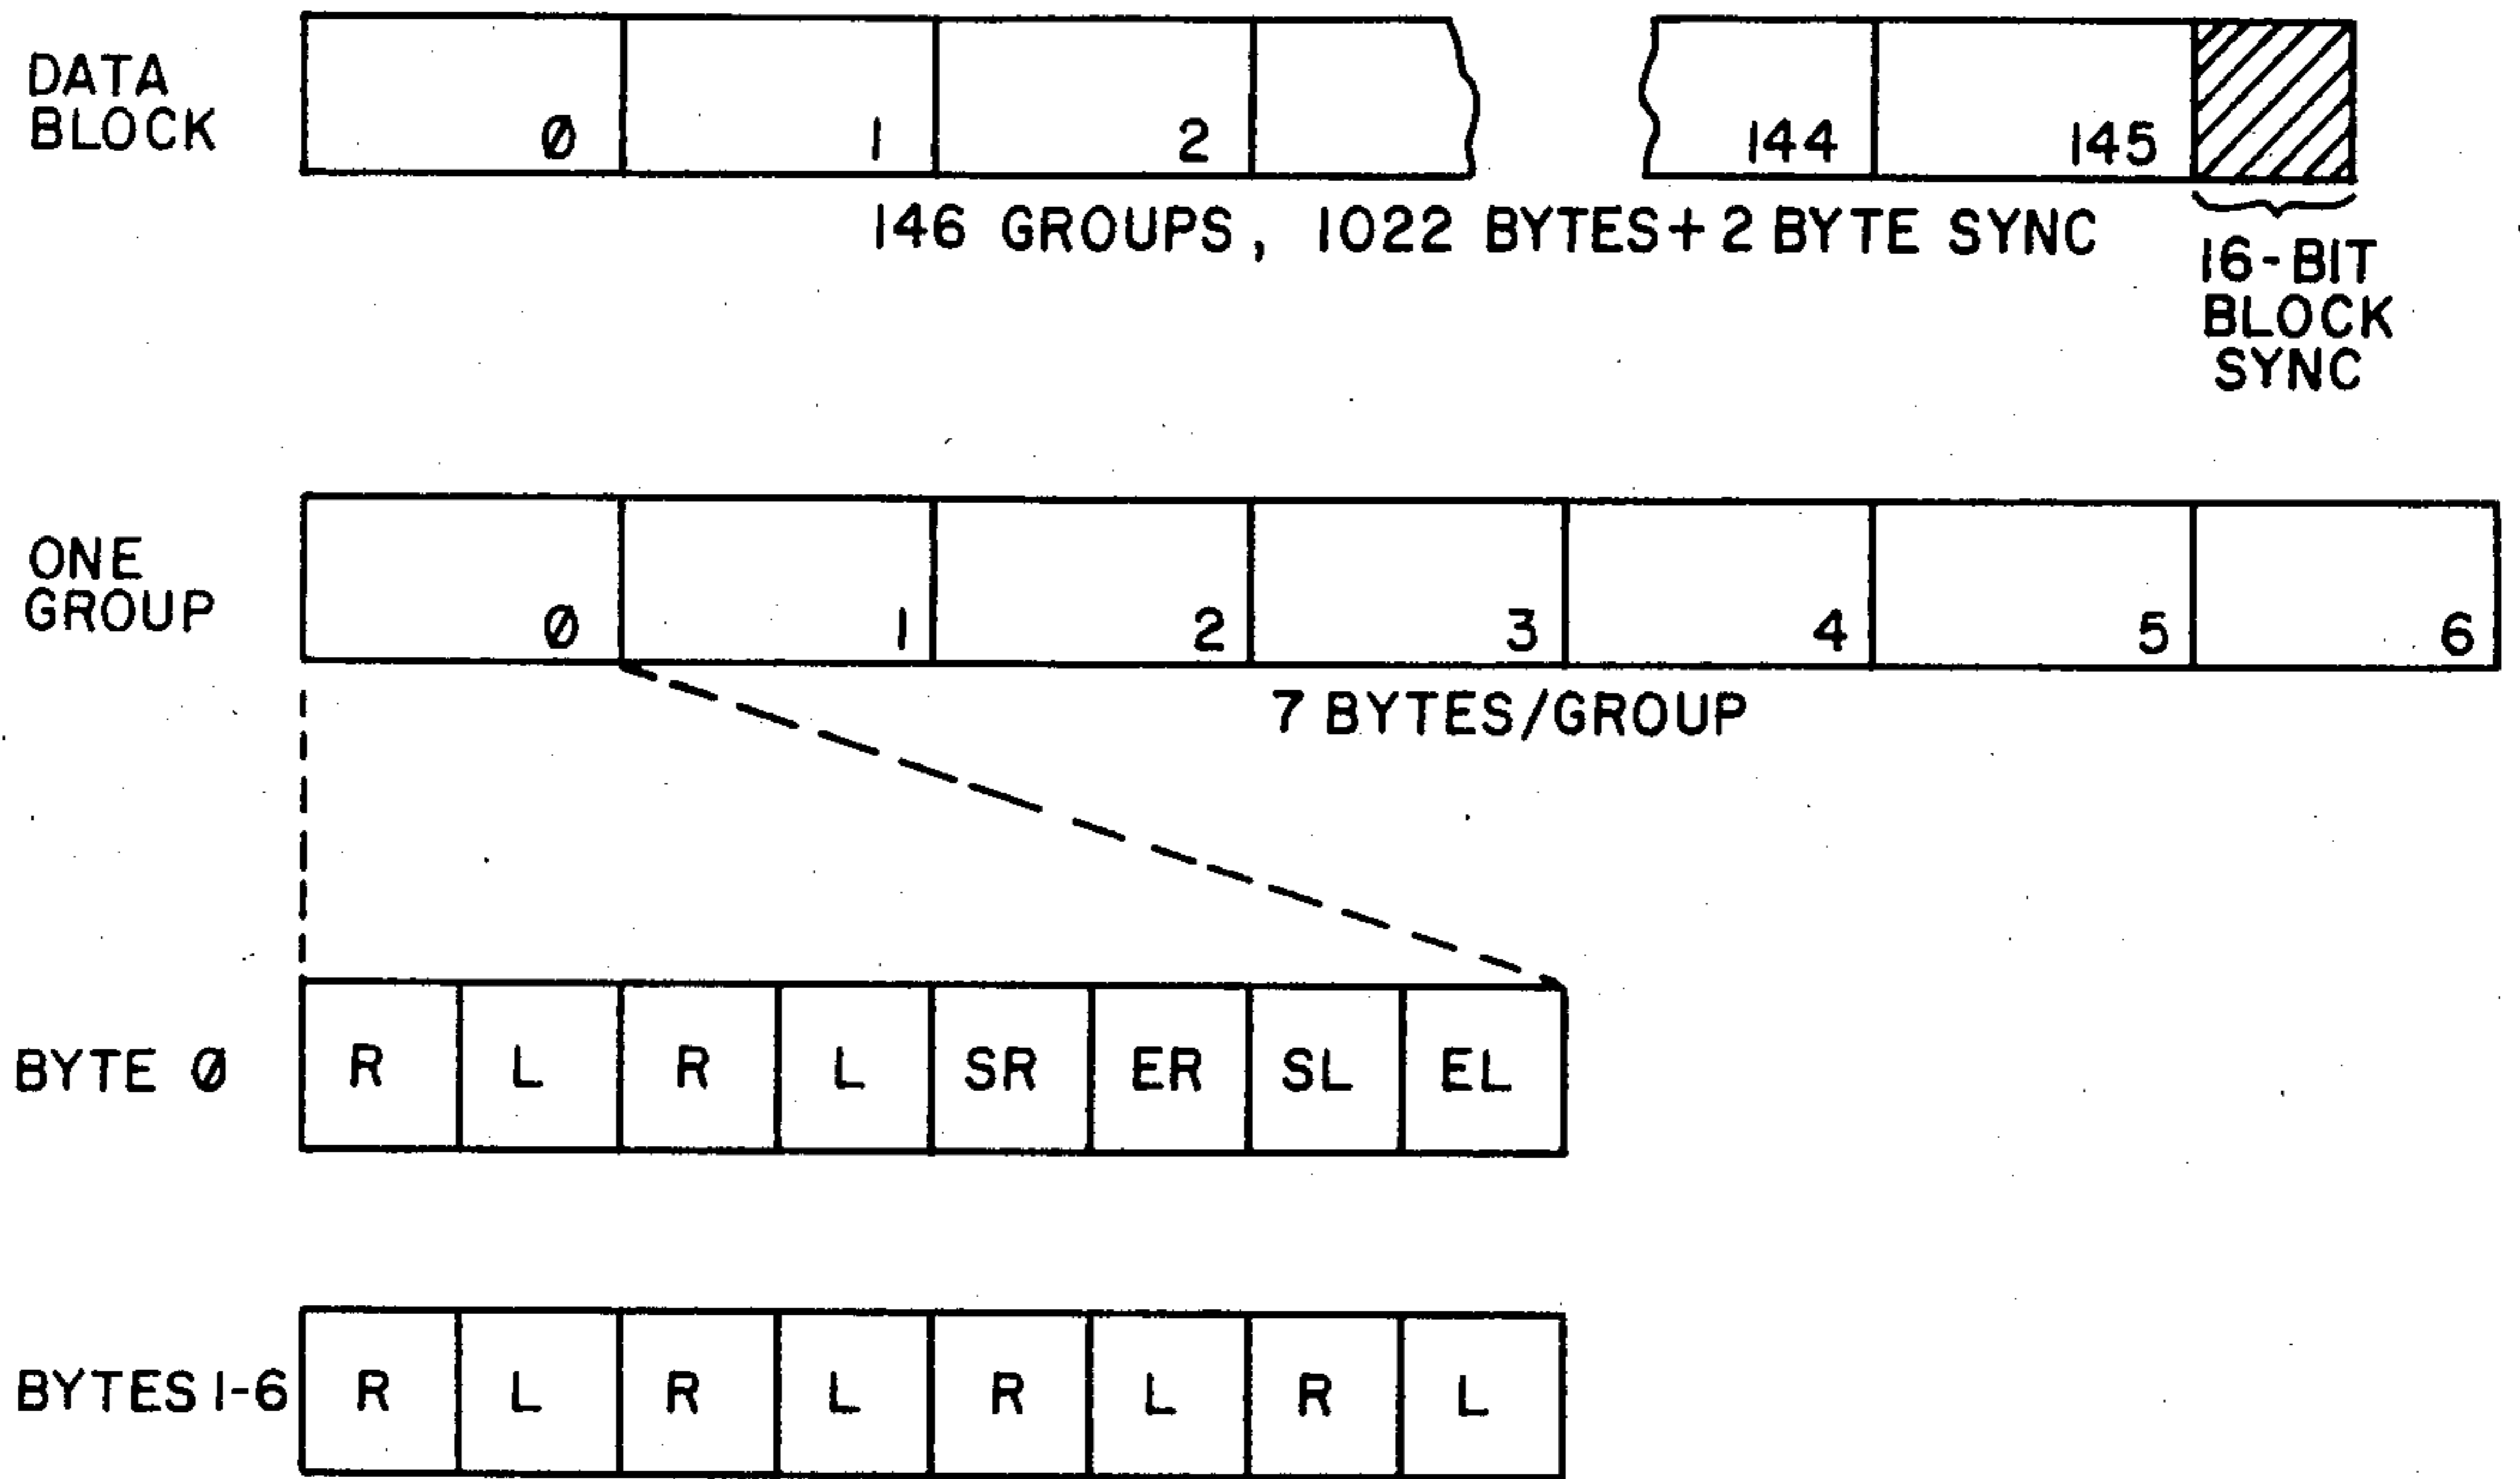 DATA
BLOCK
Ø 1 2 144 145
146 GROUPS, 1022 BYTES+2 BYTE SYNC
16-BIT
BLOCK
SYNC
ONE
GROUP
Ø 1 2 3 4 5 6
7 BYTES/GROUP
BYTE Ø R L R L SR ER SL EL
BYTES 1-6 R L R L R L R L